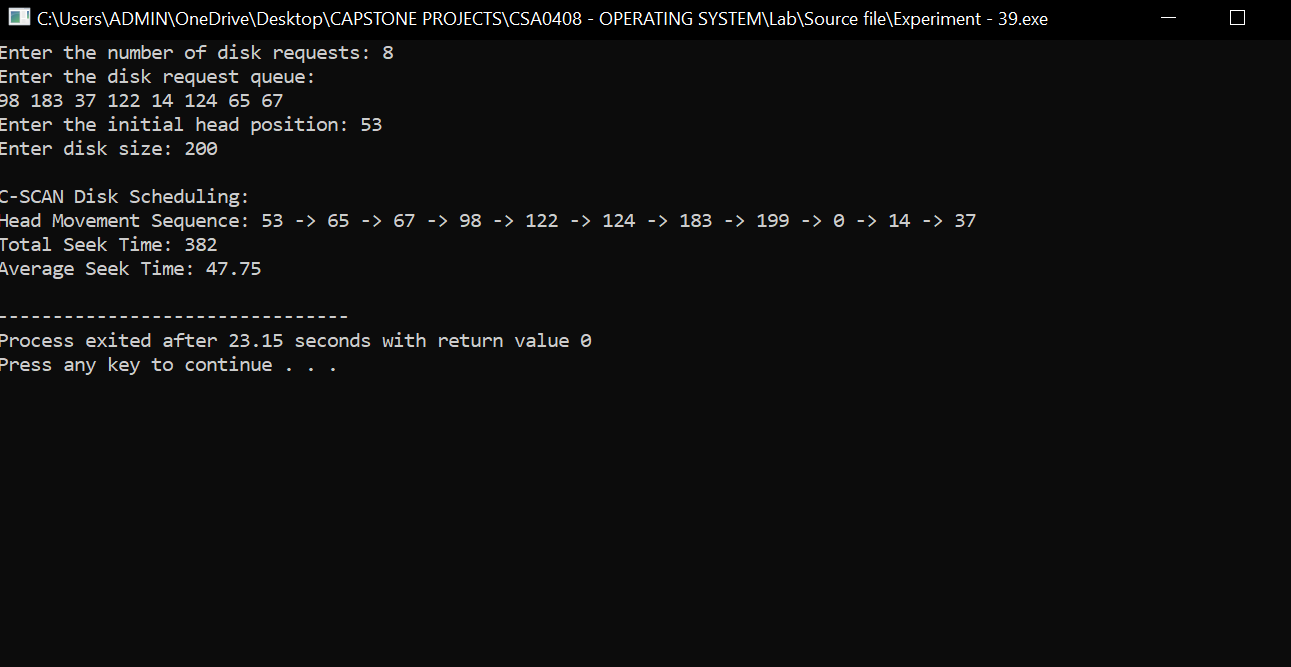 C:\Users\ADMIN\OneDrive\Desktop\CAPSTONE PROJECTS\CSA0408 - OPERATING SYSTEM\Lab\Source file\Experiment - 39.exe
Enter the number of disk requests: 8
Enter the disk request queue:
98 183 37 122 14 124 65 67
Enter the initial head position: 53
Enter disk size: 200

C-SCAN Disk Scheduling:
Head Movement Sequence: 53 -> 65 -> 67 -> 98 -> 122 -> 124 -> 183 -> 199 -> 0 -> 14 -> 37
Total Seek Time: 382
Average Seek Time: 47.75

--------------------------------
Process exited after 23.15 seconds with return value 0
Press any key to continue . . .